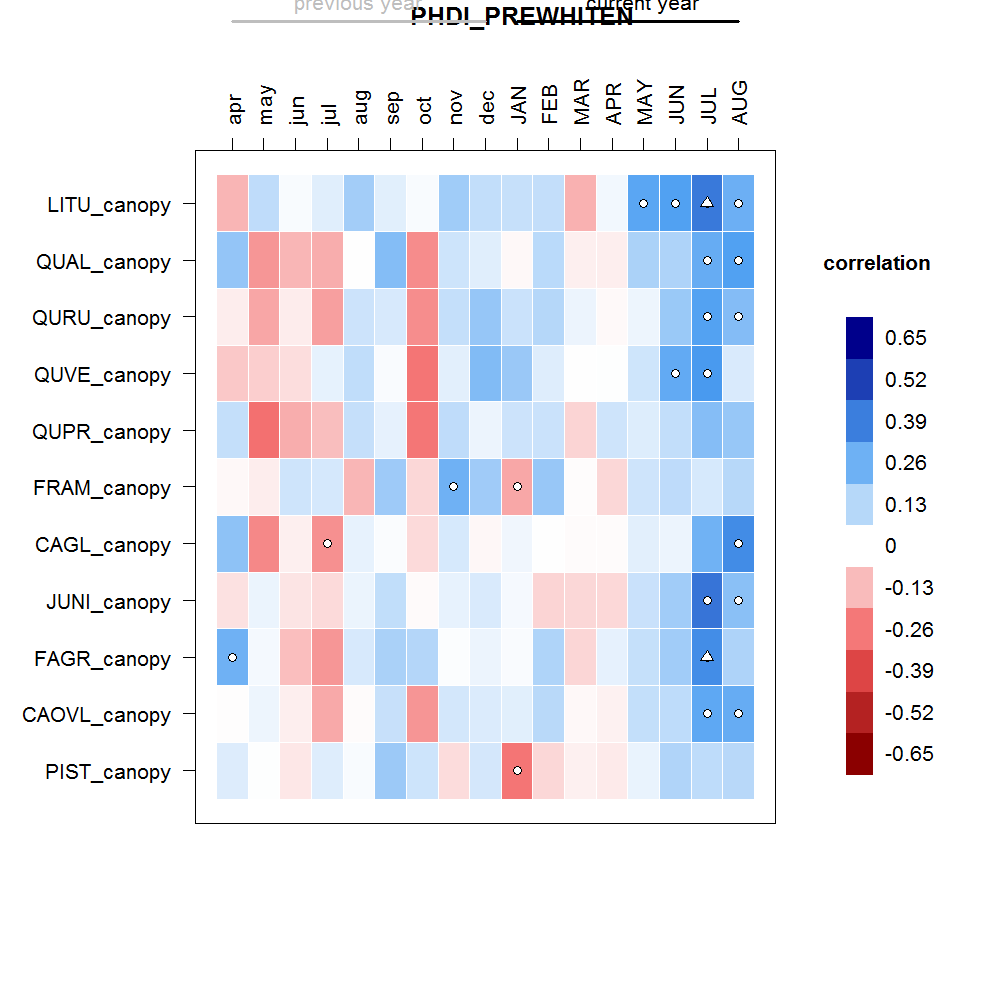 previous year
current year
PHDI_PREWHITEN
apr may jun jul aug sep oct nov dec JAN FEB MAR APR MAY JUN JUL AUG
LITU_canopy
QUAL_canopy
QURU_canopy
QUVE_canopy
QUPR_canopy
FRAM_canopy
CAGL_canopy
JUNI_canopy
FAGR_canopy
CAOVL_canopy
PIST_canopy
correlation
0.65
0.52
0.39
0.26
0.13
0
-0.13
-0.26
-0.39
-0.52
-0.65